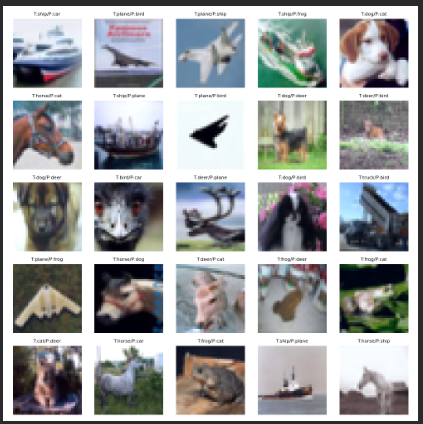 T:ship/P:car
T:plane/P:bird
T:plane/P:ship
T:ship/P:frog
T:dog/P:cat
T:horse/P:cat
T:ship/P:plane
T:plane/P:bird
T:dog/P:deer
T:deer/P:bird
T:dog/P:deer
T:bird/P:car
T:deer/P:plane
T:dog/P:bird
T:truck/P:bird
T:plane/P:frog
T:horse/P:dog
T:deer/P:cat
T:frog/P:deer
T:frog/P:cat
T:cat/P:deer
T:horse/P:car
T:frog/P:cat
T:ship/P:plane
T:horse/P:ship